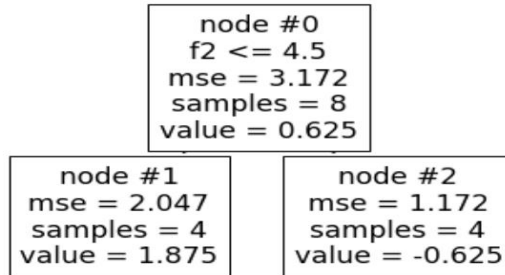 node #0
f2 <= 4.5
mse = 3.172
samples = 8
value = 0.625
node #1
mse = 2.047
samples = 4
value = 1.875
node #2
mse = 1.172
samples = 4
value = -0.625